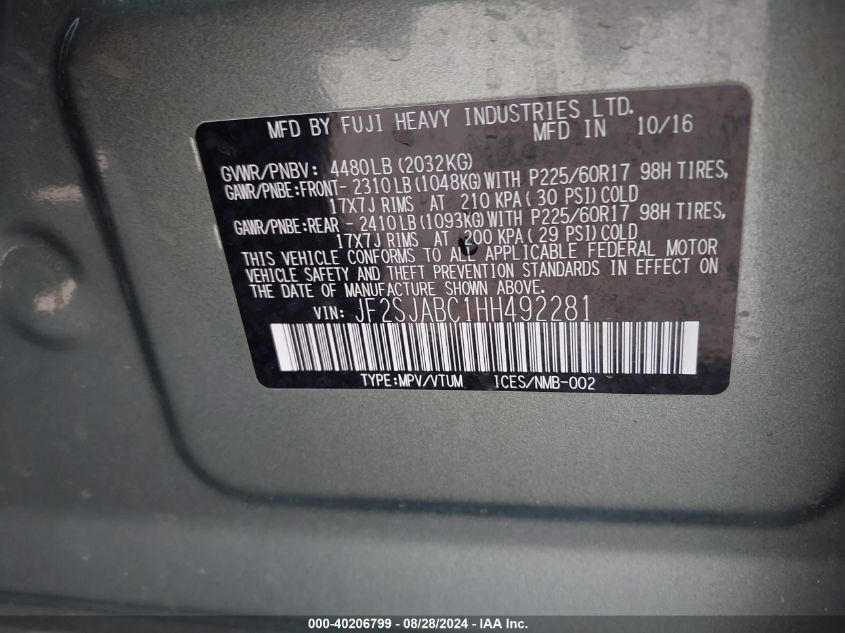 MFD BY FUJI HEAVY INDUSTRIES LTD.
MFD IN 10/16
GVWR/PNBV: 4480LB (2032KG)
GAWR/PNBE:FRONT- 2310LB (1048KG) WITH P225/60R17 98H TIRES,
17X7J RIMS AT 210 KPA (30 PSI) COLD
GAWR/PNBE:REAR - 2410LB (1093KG) WITH P225/60R17 98H TIRES,
17X7J RIMS AT 200 KPA (29 PSI) COLD
THIS VEHICLE CONFORMS TO ALL APPLICABLE FEDERAL MOTOR
VEHICLE SAFETY AND THEFT PREVENTION STANDARDS IN EFFECT ON
THE DATE OF MANUFACTURE SHOWN ABOVE.
VIN: JF2SJABC1HH492281
TYPE:MPV/VTUM ICES/NMB-002
000-40206799 - 08/28/2024 - IAA Inc.